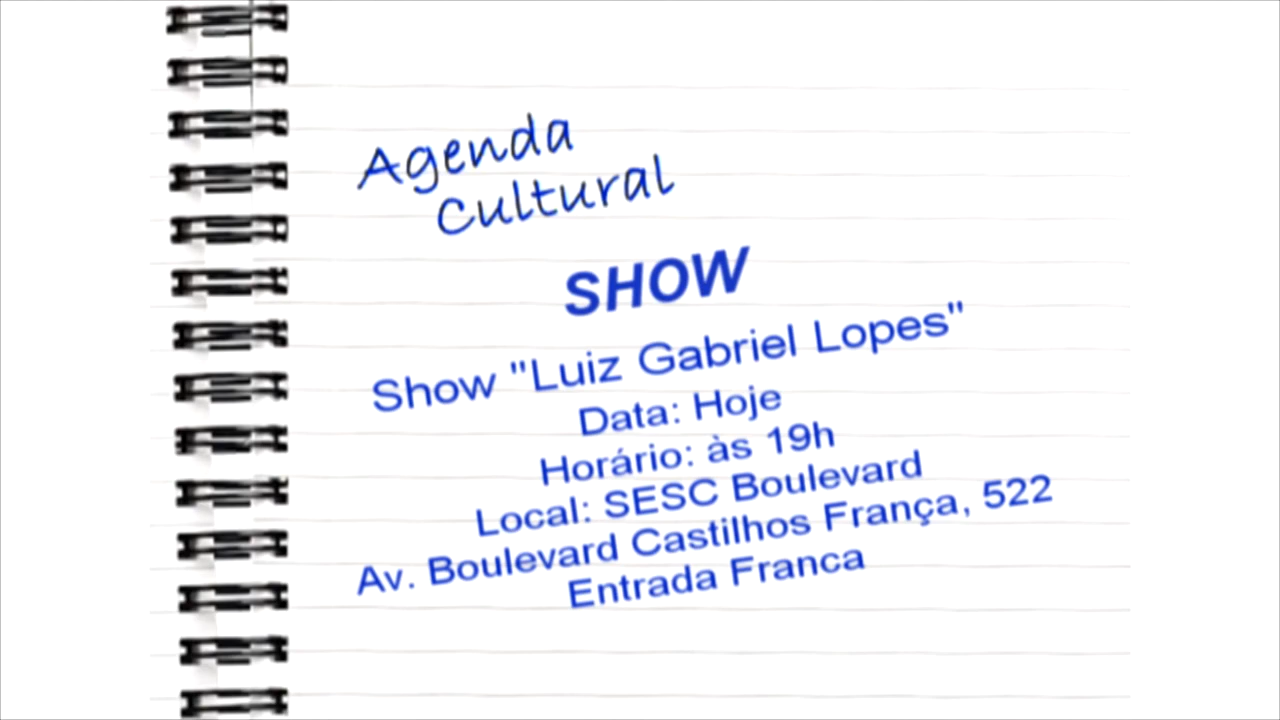 Agenda
Cultural
SHOW
Show "Luiz Gabriel Lopes"
Data: Hoje
Horário: às 19h
Local: SESC Boulevard
Av. Boulevard Castilhos França, 522
Entrada Franca